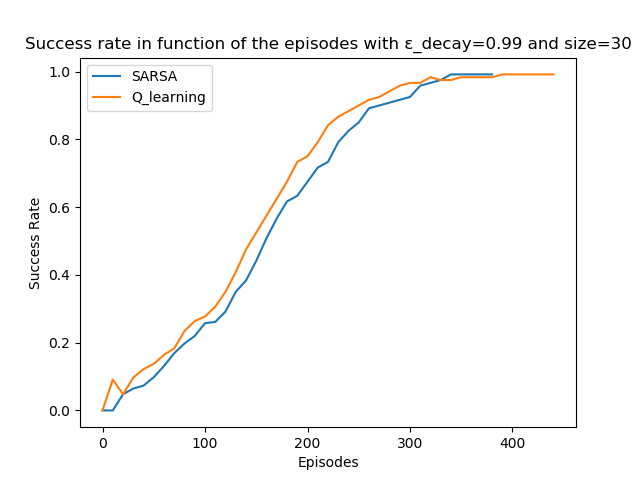 Success rate in function of the episodes with ε_decay=0.99 and size=30
SARSA
Q_learning
1.0
0.8
0.6
0.4
0.2
0.0
Success Rate
0 100 200 300 400
Episodes